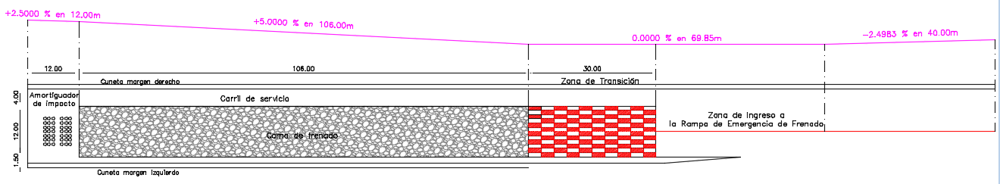 +2.5000 % en 12.00m
+5.0000 % en 106.00m
0.0000 % en 69.85m
-2.4983 % en 40.00m
12.00
106.00
30.00
Cuneta margen derecho
Zona de Transición
4.00
Amortiguador
de impacto
Carril de servicio
Zona de Ingreso a
la Rampa de Emergencia de Frenado
12.00
Cama de frenado
1.50
Cuneta margen izquierdo